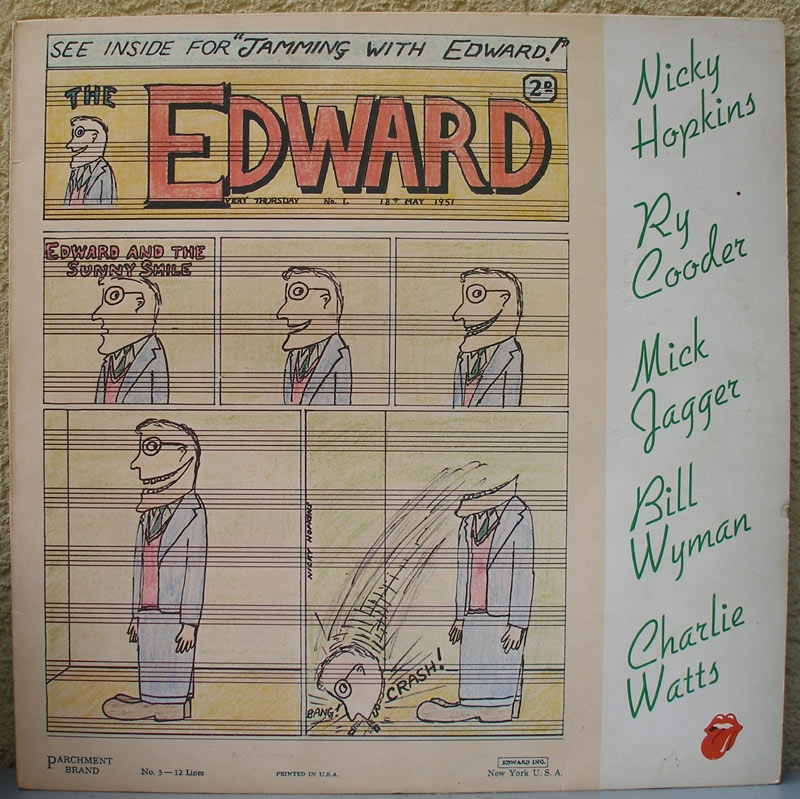 SEE INSIDE FOR "JAMMING WITH EDWARD!"
THE
EDWARD
2D
VERY THURSDAY No. 1. 18TH MAY 1951
EDWARD AND THE
SUNNY SMILE
NICKY HOPKINS
BANG!
CRASH!
PARCHMENT
BRAND
No. 3 — 12 Lines
PRINTED IN U.S.A.
EDWARD INC.
New York U. S. A.
Nicky
Hopkins
Ry
Cooder
Mick
Jagger
Bill
Wyman
Charlie
Watts